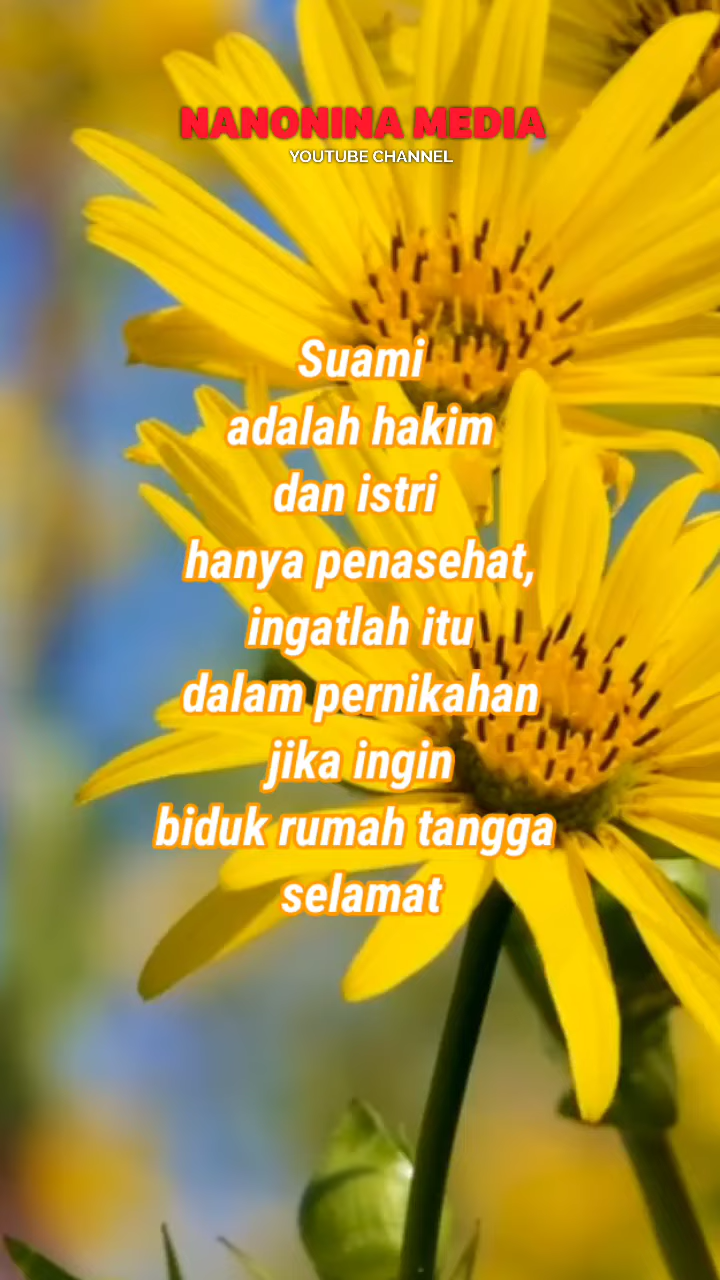 NANONINA MEDIA
YOUTUBE CHANNEL
Suami
adalah hakim
dan istri
hanya penasehat,
ingatlah itu
dalam pernikahan
jika ingin
biduk rumah tangga
selamat